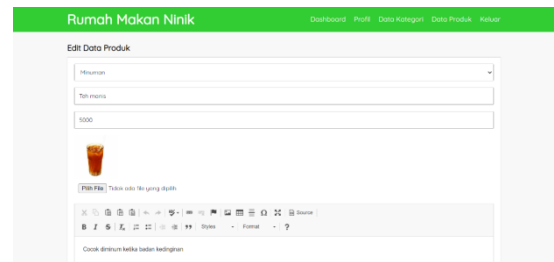 Rumah Makan Ninik
Dashboard Profil Data Kategori Data Produk Keluar
Edit Data Produk
Minuman
Teh manis
5000
Pilih File Tidak ada file yang dipilih
Source
B I S Styles Format ?
Cocok diminum ketika badan kedinginan